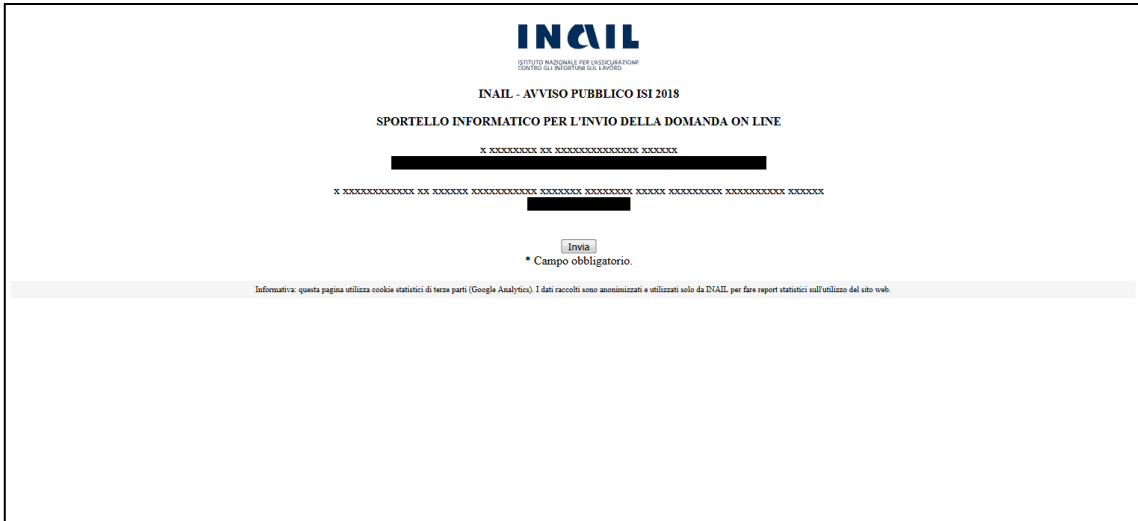 INAIL
ISTITUTO NAZIONALE PER L'ASSICURAZIONE
CONTRO GLI INFORTUNI SUL LAVORO
INAIL - AVVISO PUBBLICO ISI 2018
SPORTELLO INFORMATICO PER L'INVIO DELLA DOMANDA ON LINE
x xxxxxxxx xx xxxxxxxxxxxxxx xxxxxx
x xxxxxxxxxxxx xx xxxxxx xxxxxxxxxxx xxxxxxx xxxxxxxx xxxxx xxxxxxxxx xxxxxxxxxx xxxxxx
Invia
* Campo obbligatorio.
Informativa: questa pagina utilizza cookie statistici di terze parti (Google Analytics). I dati raccolti sono anonimizzati e utilizzati solo da INAIL per fare report statistici sull'utilizzo del sito web.